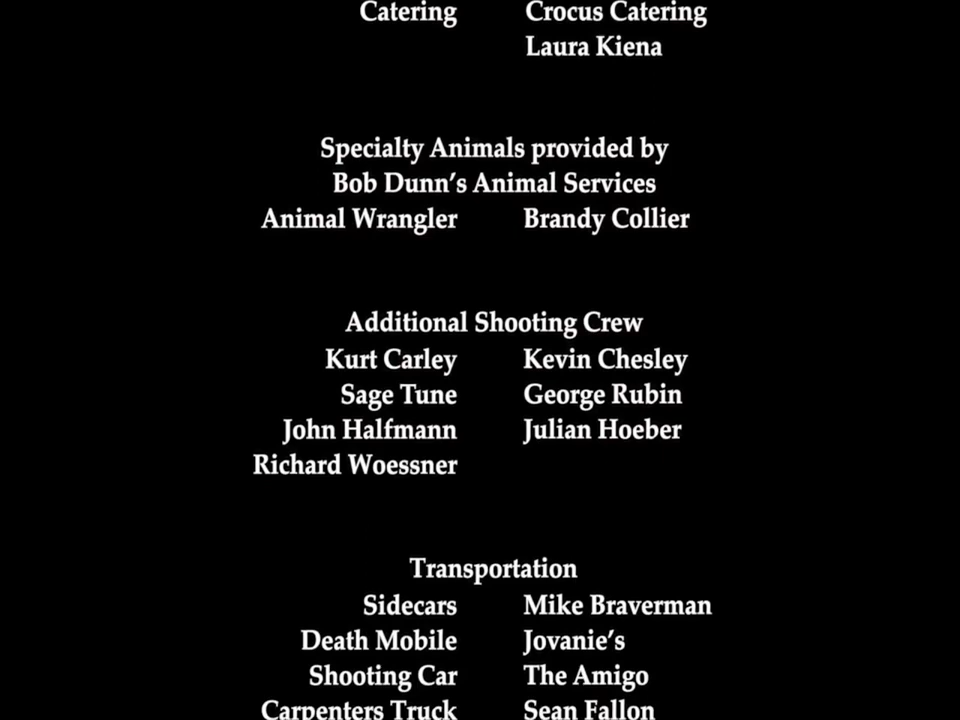 Catering Crocus Catering
Laura Kiena
Specialty Animals provided by
Bob Dunn's Animal Services
Animal Wrangler Brandy Collier
Additional Shooting Crew
Kurt Carley Kevin Chesley
Sage Tune George Rubin
John Halfmann Julian Hoeber
Richard Woessner
Transportation
Sidecars Mike Braverman
Death Mobile Jovanie's
Shooting Car The Amigo
Carpenters Truck Sean Fallon